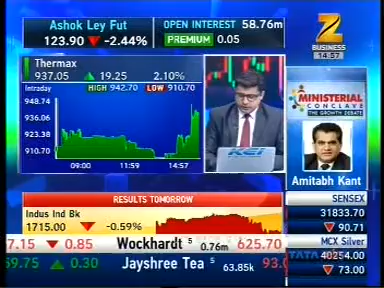 Ashok Ley Fut
123.90 ▼ -2.44%
OPEN INTEREST 58.76m
PREMIUM 0.05
Z
BUSINESS
14:57
Thermax
937.05 ▲ 19.25 2.10%
Intraday HIGH 942.70 LOW 910.70
948.74
936.06
923.38
910.70
09:00 11:59 14:57
KEI
MINISTERIAL
CONCLAVE
THE GROWTH DEBATE
Amitabh Kant
RESULTS TOMORROW
Indus Ind Bk
1715.00 ▼ -0.59%
SENSEX
31833.70
▼ 90.71
MCX Silver
40254.00
▼ 73.00
7.15 ▼ 0.85 Wockhardt 5 0.76m 625.70
59.75 ▲ 0.30 Jayshree Tea 5 63.85k 93.0